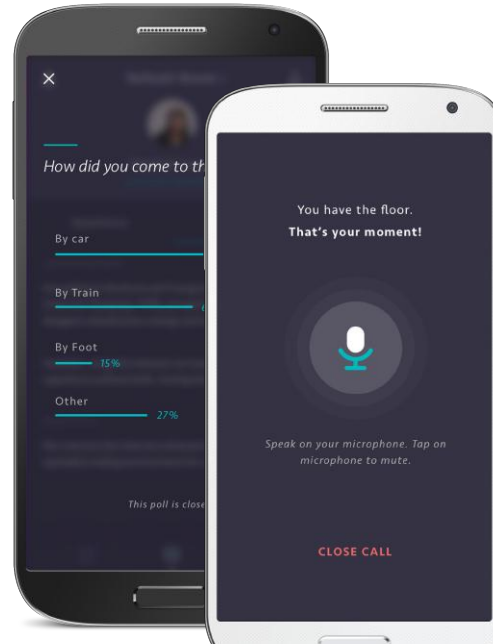 How did you come to th
By car
By Train
6
By Foot
15%
Other
27%
This poll is close
You have the floor.
That's your moment!
Speak on your microphone. Tap on
microphone to mute.
CLOSE CALL